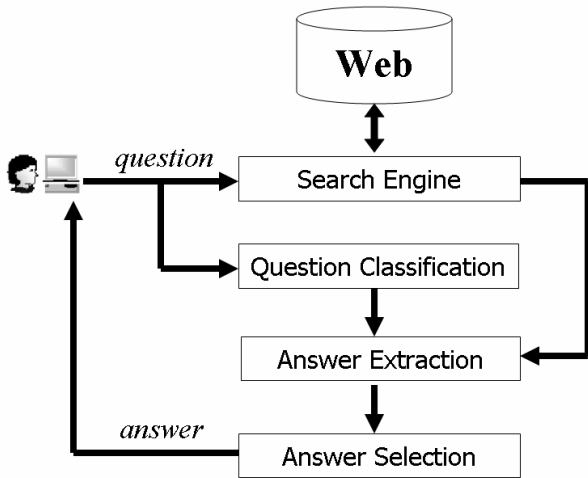 Web
question
Search Engine
Question Classification
Answer Extraction
answer
Answer Selection